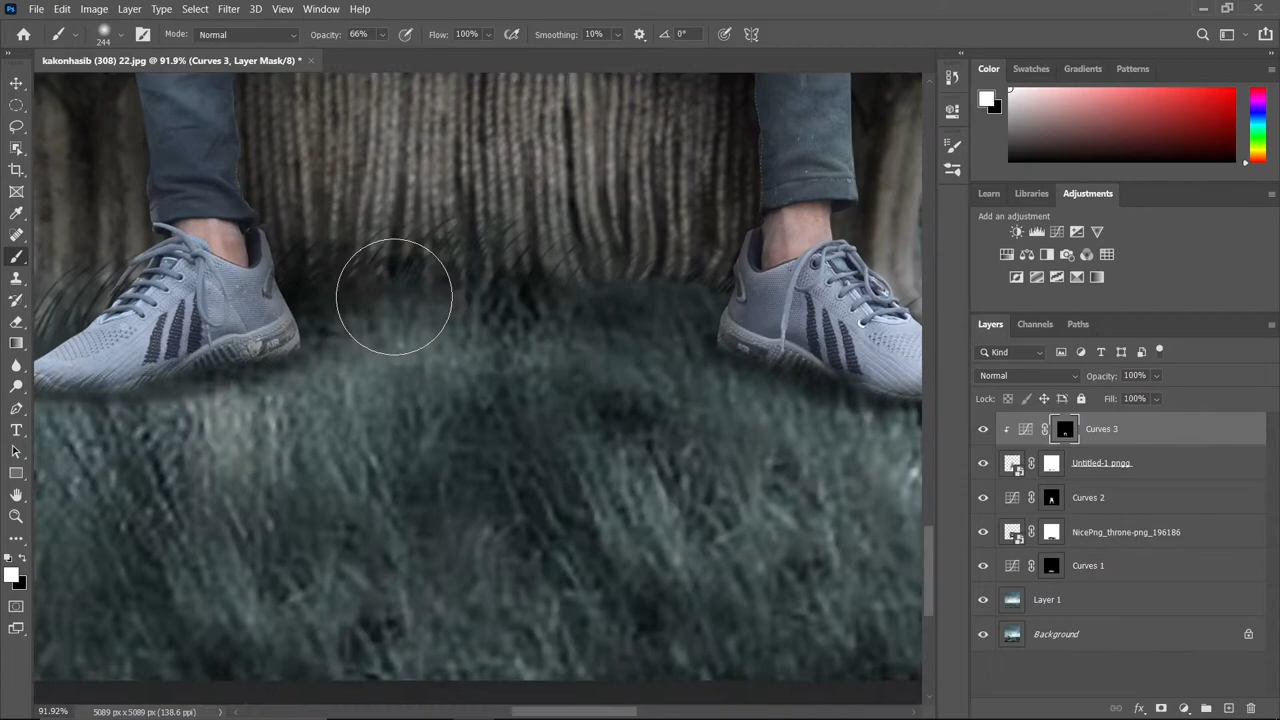 File Edit Image Layer Type Select Filter 3D View Window Help
244 Mode: Normal Opacity: 66% Flow: 100% Smoothing: 10% 0°
kakonhasib (308) 22.jpg @ 91.9% (Curves 3, Layer Mask/8) *
Color Swatches Gradients Patterns
Learn Libraries Adjustments
Add an adjustment
Layers Channels Paths
Kind
Normal Opacity: 100%
Lock: Fill: 100%
Curves 3
Untitled-1 pngg
Curves 2
NicePng_throne-png_196186
Curves 1
Layer 1
Background
91.92% 5089 px x 5089 px (138.6 ppi)